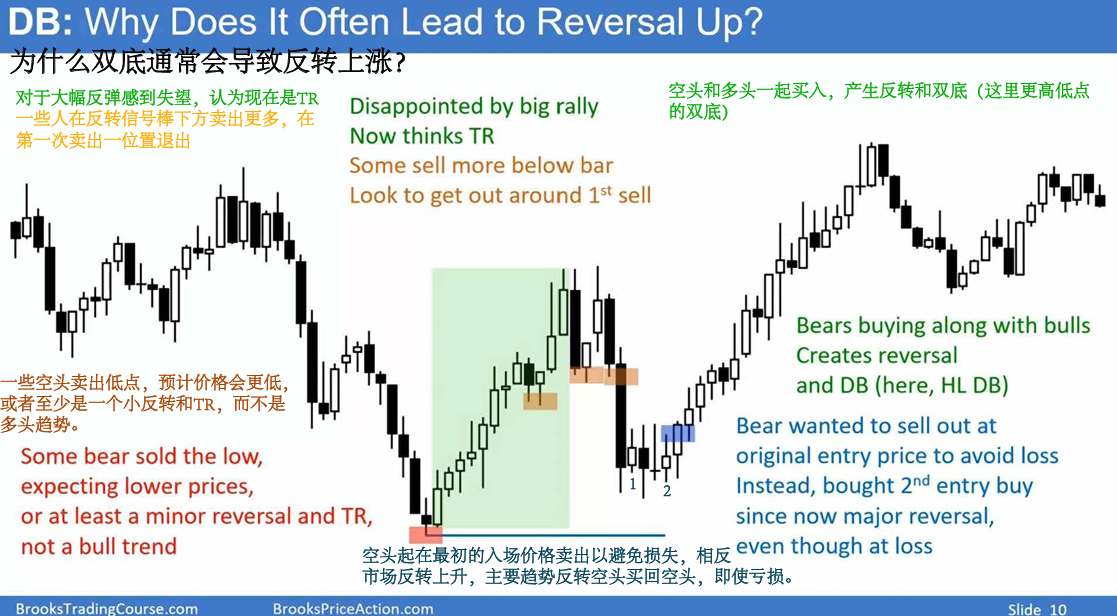 DB: Why Does It Often Lead to Reversal Up?
为什么双底通常会导致反转上涨?
对于大幅反弹感到失望，认为现在是TR
一些人在反转信号棒下方卖出更多，在
第一次卖出一位置退出
Disappointed by big rally
Now thinks TR
Some sell more below bar
Look to get out around 1st sell
空头和多头一起买入，产生反转和双底（这里更高低点
的双底）
一些空头卖出低点，预计价格会更低，
或者至少是一个小反转和TR，而不是
多头趋势。
Some bear sold the low,
expecting lower prices,
or at least a minor reversal and TR,
not a bull trend
Bears buying along with bulls
Creates reversal
and DB (here, HL DB)
Bear wanted to sell out at
original entry price to avoid loss
Instead, bought 2nd entry buy
since now major reversal,
even though at loss
1
2
空头起在最初的入场价格卖出以避免损失，相反
市场反转上升，主要趋势反转空头买回空头，即使亏损。
BrooksTradingCourse.com
BrooksPriceAction.com
Slide 10